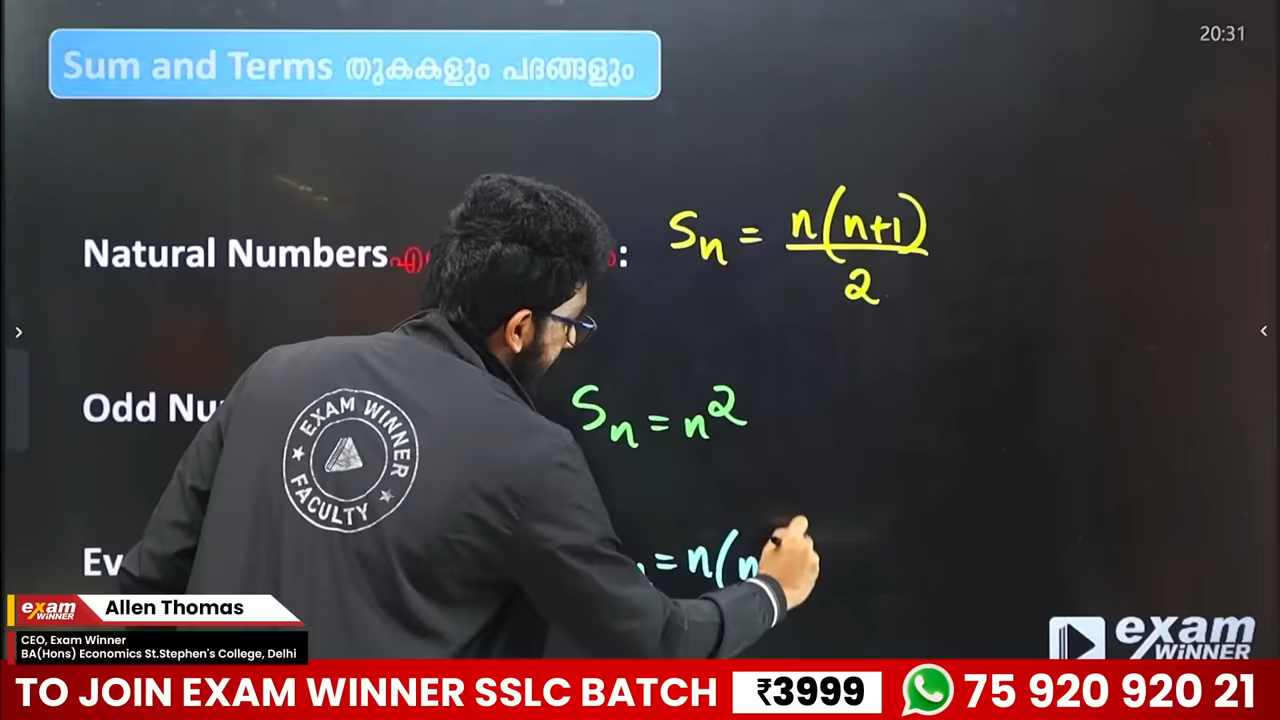 20:31
Sum and Terms തുകകളും പദങ്ങളും
Natural Numbers :
Sn = n(n+1)
2
Odd
Sn = n²
= n(n
EXAM WINNER
FACULTY
exam WINNER
Allen Thomas
CEO, Exam Winner
BA(Hons) Economics St.Stephen's College, Delhi
exam WINNER
TO JOIN EXAM WINNER SSLC BATCH ₹3999 75 920 920 21